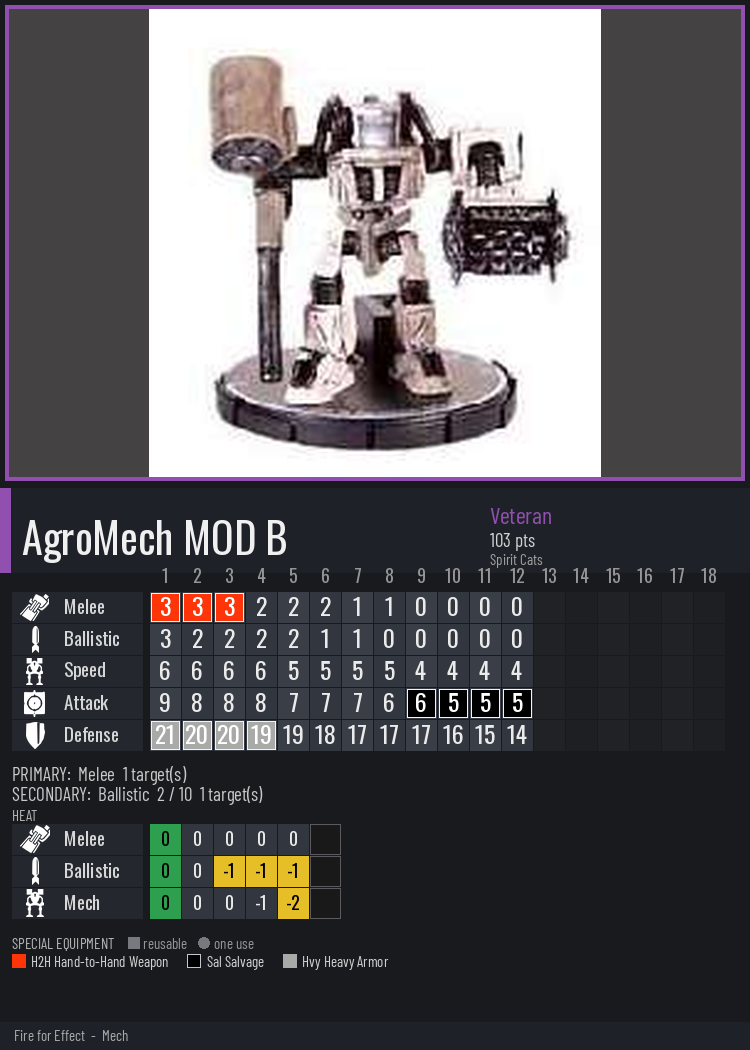 AgroMech MOD B
Veteran
103 pts
Spirit Cats
1 2 3 4 5 6 7 8 9 10 11 12 13 14 15 16 17 18
Melee 3 3 3 2 2 2 1 1 0 0 0 0
Ballistic 3 2 2 2 2 1 1 0 0 0 0 0
Speed 6 6 6 6 5 5 5 5 4 4 4 4
Attack 9 8 8 8 7 7 7 6 6 5 5 5
Defense 21 20 20 19 19 18 17 17 17 16 15 14
PRIMARY: Melee 1 target(s)
SECONDARY: Ballistic 2 / 10 1 target(s)
HEAT
Melee 0 0 0 0 0
Ballistic 0 0 -1 -1 -1
Mech 0 0 0 -1 -2
SPECIAL EQUIPMENT reusable one use
H2H Hand-to-Hand Weapon Sal Salvage Hvy Heavy Armor
Fire for Effect - Mech